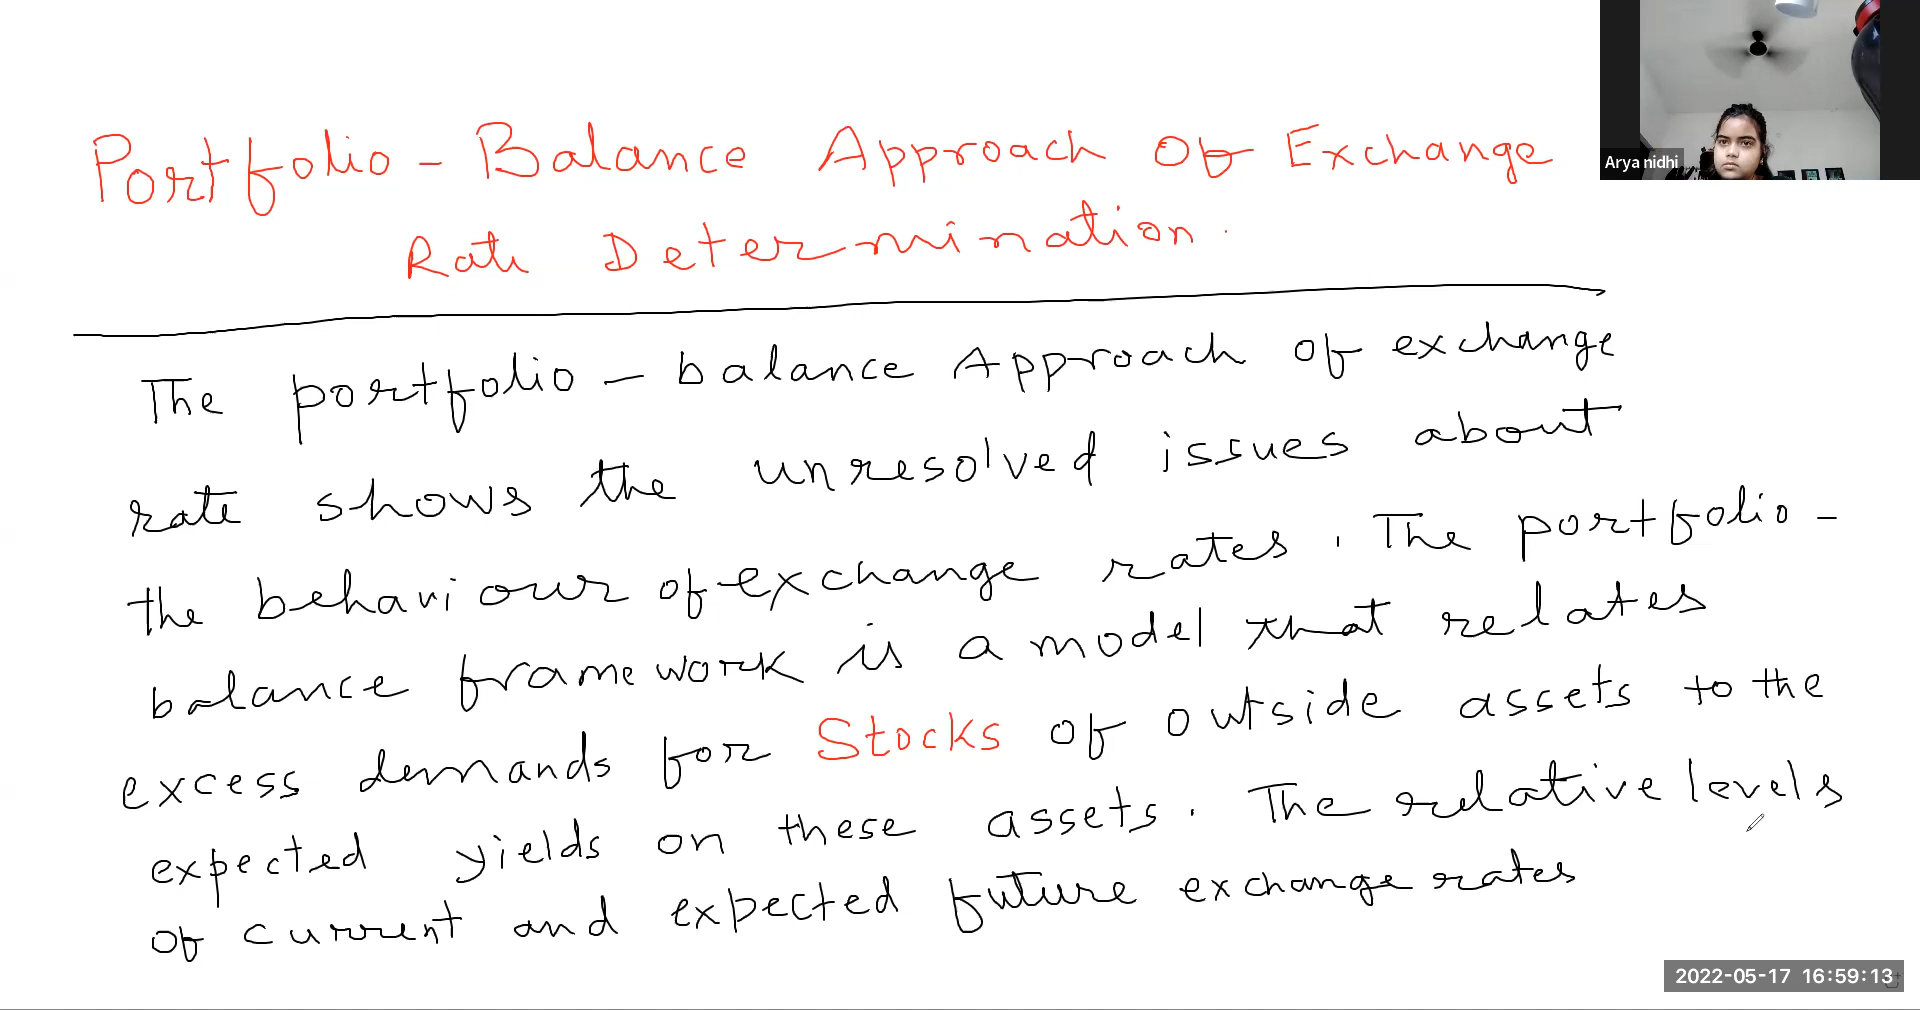 Portfolio - Balance Approach Of Exchange
Rate Determination.
The portfolio - balance Approach of exchange
rate shows the unresolved issues about
the behaviour of exchange rates. The portfolio -
balance framework is a model that relates
excess demands for Stocks of outside assets to the
expected yields on these assets. The relative levels
of current and expected future exchange rates
Arya nidhi
2022-05-17 16:59:13